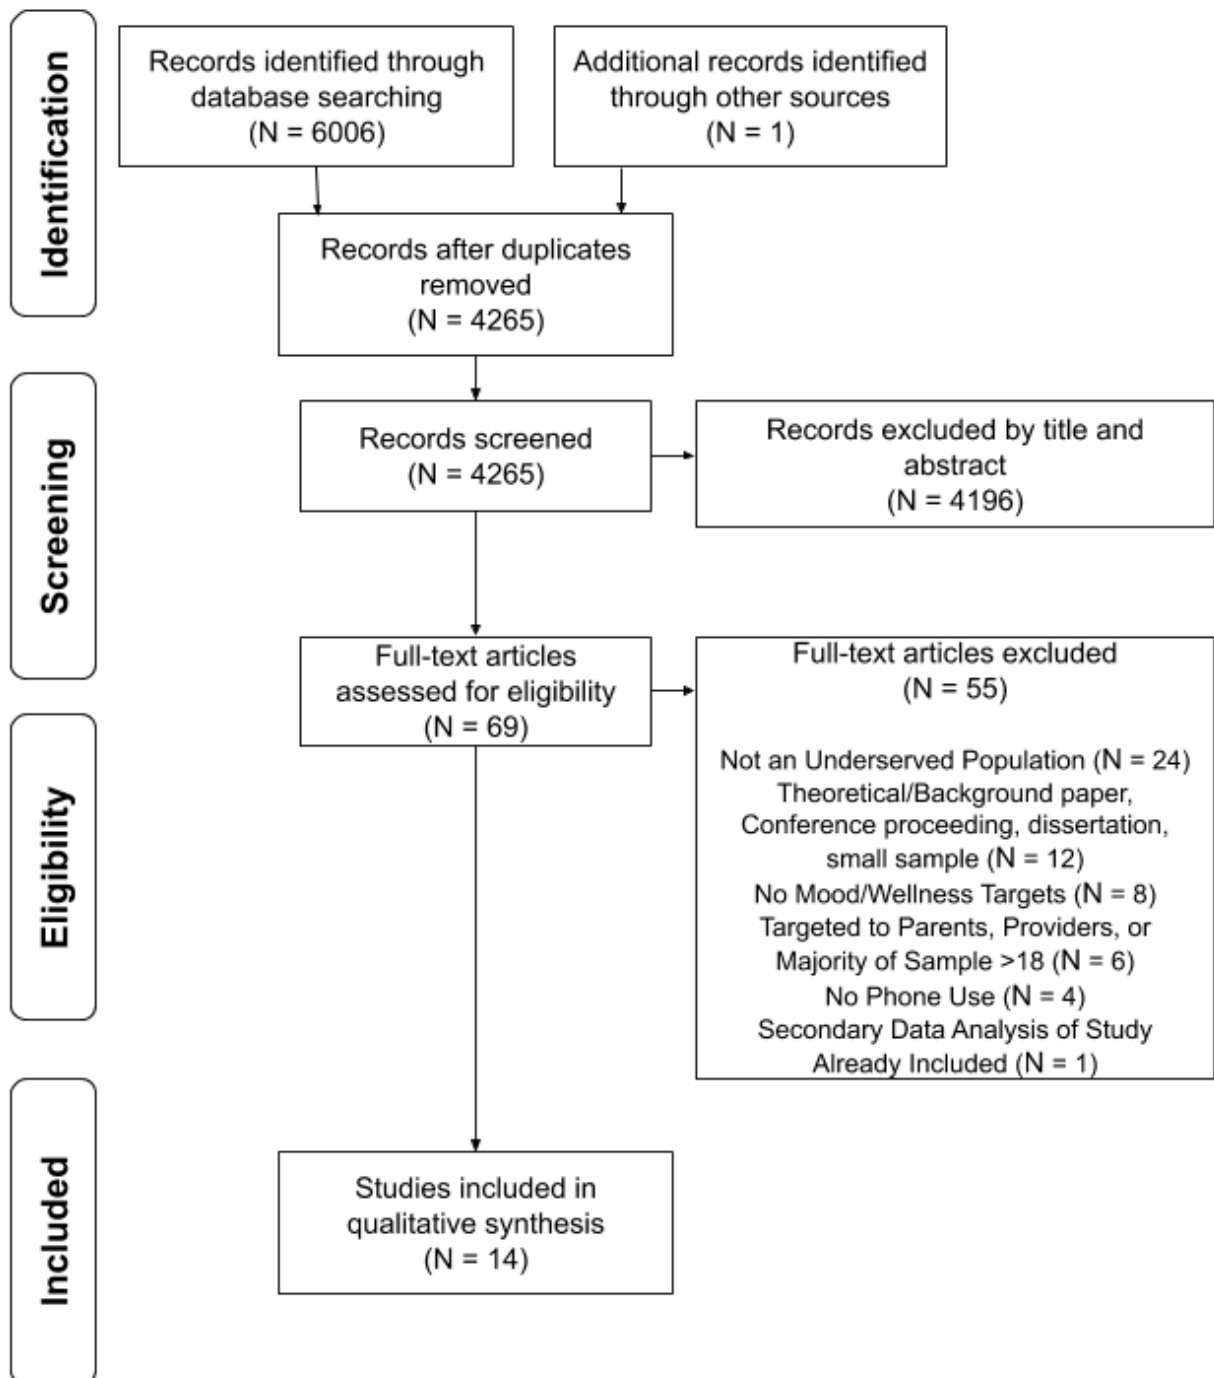 Identification
Records identified through
database searching
(N = 6006)
Additional records identified
through other sources
(N = 1)
Records after duplicates
removed
(N = 4265)
Screening
Records screened
(N = 4265)
Records excluded by title and
abstract
(N = 4196)
Eligibility
Full-text articles
assessed for eligibility
(N = 69)
Full-text articles excluded
(N = 55)
Not an Underserved Population (N = 24)
Theoretical/Background paper,
Conference proceeding, dissertation,
small sample (N = 12)
No Mood/Wellness Targets (N = 8)
Targeted to Parents, Providers, or
Majority of Sample >18 (N = 6)
No Phone Use (N = 4)
Secondary Data Analysis of Study
Already Included (N = 1)
Included
Studies included in
qualitative synthesis
(N = 14)